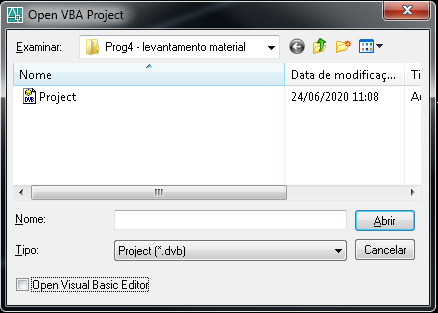 Open VBA Project
Examinar: Prog4 - levantamento material
Nome Data de modificaç... Ti
Project 24/06/2020 11:08 Au
Nome: Abrir
Tipo: Project (*.dvb) Cancelar
Open Visual Basic Editor